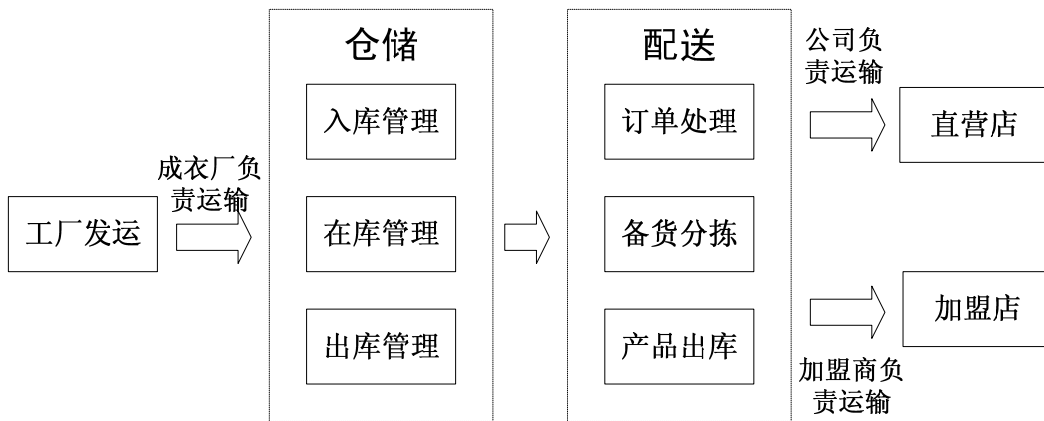 工厂发运
成衣厂负
责运输
仓储
入库管理
在库管理
出库管理
配送
订单处理
备货分拣
产品出库
公司负
责运输
直营店
加盟店
加盟商负
责运输